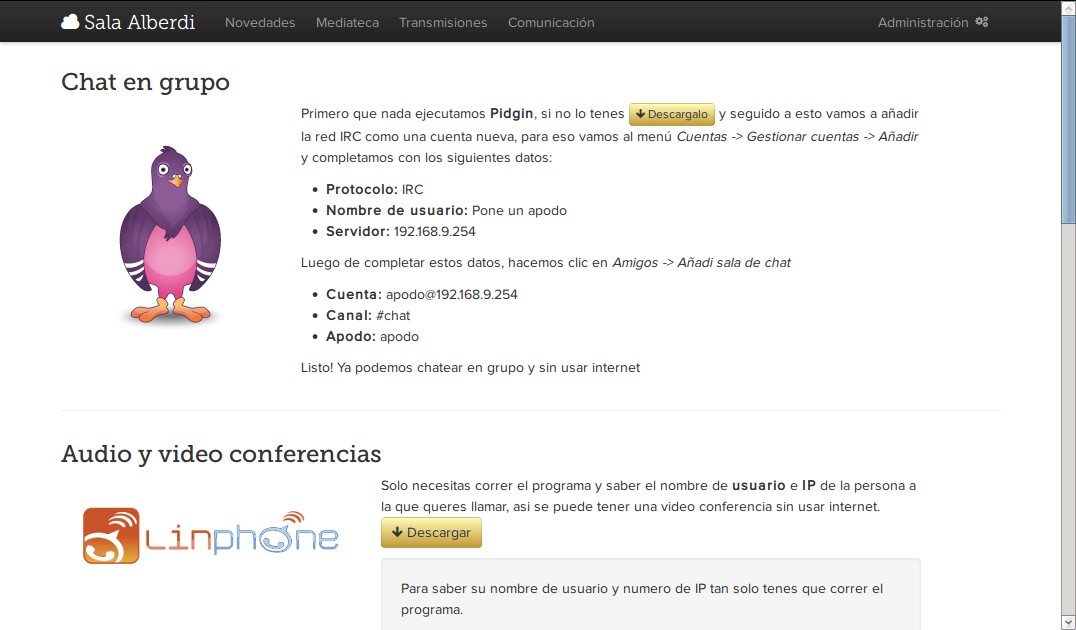 Sala Alberdi Novedades Mediateca Transmisiones Comunicación Administración
Chat en grupo
Primero que nada ejecutamos Pidgin, si no lo tenes Descargalo y seguido a esto vamos a añadir
la red IRC como una cuenta nueva, para eso vamos al menú Cuentas -> Gestionar cuentas -> Añadir
y completamos con los siguientes datos:
• Protocolo: IRC
• Nombre de usuario: Pone un apodo
• Servidor: 192.168.9.254
Luego de completar estos datos, hacemos clic en Amigos -> Añadi sala de chat
• Cuenta: apodo@192.168.9.254
• Canal: #chat
• Apodo: apodo
Listo! Ya podemos chatear en grupo y sin usar internet
Audio y video conferencias
Solo necesitas correr el programa y saber el nombre de usuario e IP de la persona a
la que queres llamar, asi se puede tener una video conferencia sin usar internet.
linphone
Descargar
Para saber su nombre de usuario y numero de IP tan solo tenes que correr el
programa.